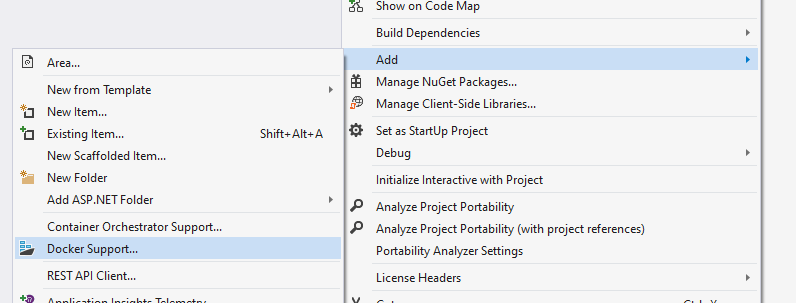 Show on Code Map
Build Dependencies
Add
Manage NuGet Packages...
Manage Client-Side Libraries...
Set as StartUp Project
Debug
Initialize Interactive with Project
Analyze Project Portability
Analyze Project Portability (with project references)
Portability Analyzer Settings
License Headers
Area...
New from Template
New Item...
Existing Item... Shift+Alt+A
New Scaffolded Item...
New Folder
Add ASP.NET Folder
Container Orchestrator Support...
Docker Support...
REST API Client...
Application Insights Telemetry